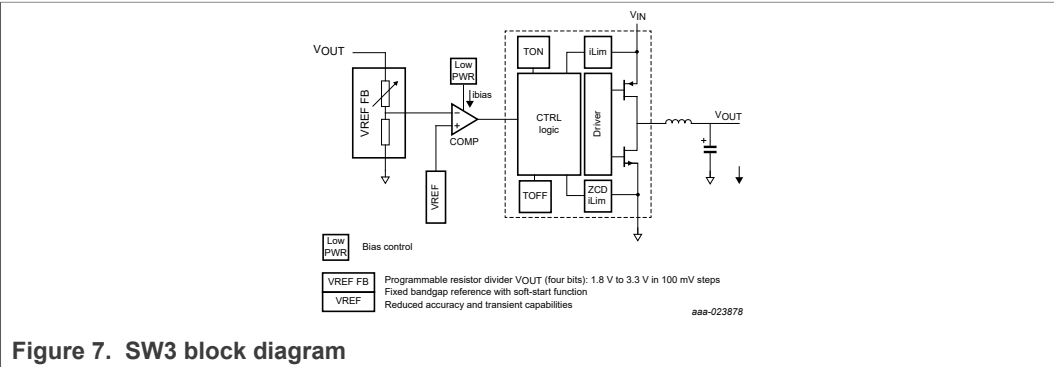 VIN
VOUT
TON
iLim
Low
PWR
ibias
VREF FB
−
+
COMP
CTRL
logic
Driver
VOUT
+
VREF
TOFF
ZCD
iLim
Low
PWR
Bias control
VREF FB
Programmable resistor divider VOUT (four bits): 1.8 V to 3.3 V in 100 mV steps
Fixed bandgap reference with soft-start function
VREF
Reduced accuracy and transient capabilities
aaa-023878
Figure 7. SW3 block diagram